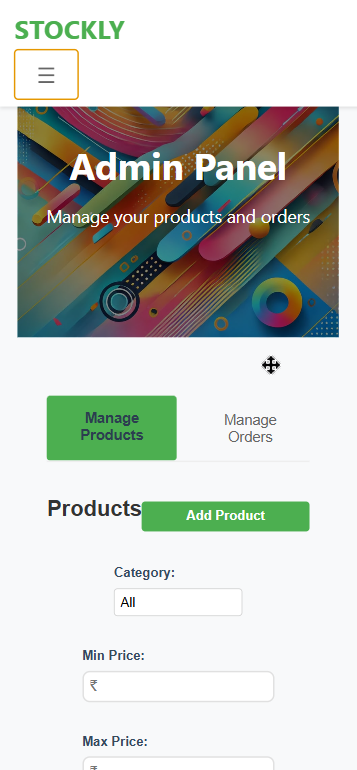 STOCKLY
☰
Admin Panel
Manage your products and orders
Manage
Products
Manage
Orders
Products
Add Product
Category:
All
Min Price:
₹
Max Price:
₹